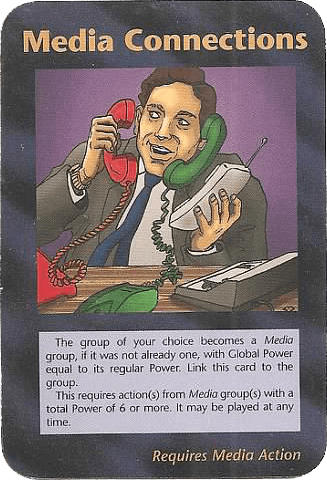 Media Connections
The group of your choice becomes a Media
group, if it was not already one, with Global Power
equal to its regular Power. Link this card to the
group.
This requires action(s) from Media group(s) with a
total Power of 6 or more. It may be played at any
time.
Requires Media Action